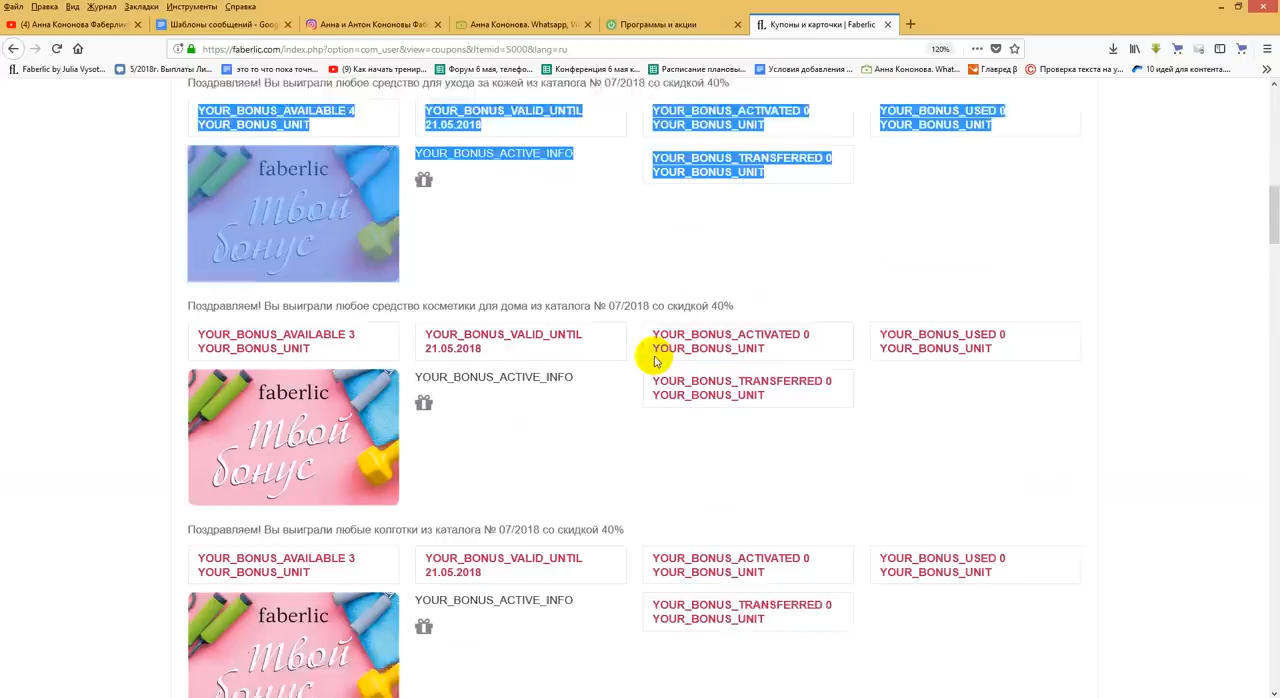 Файл Правка Вид Журнал Закладки Инструменты Справка
(4) Анна Кононова Фаберли
Шаблоны сообщений - Goog
Анна и Антон Кононовы Фаб
Анна Кононова. Whatsapp, Vi
Программы и акции
Купоны и карточки | Faberlic
https://faberlic.com/index.php?option=com_user&view=coupons&Itemid=5000&lang=ru
120%
Faberlic by Julia Vysot...
5/2018г. Выплаты Ли...
это то что пока точн...
(9) Как начать тренир...
Форум 6 мая, телефо...
Конференция 6 мая к...
Расписание плановы...
Условия добавления ...
Анна Кононова. What...
Главред β
Проверка текста на у...
10 идей для контента....
Поздравляем! Вы выиграли любое средство для ухода за кожей из каталога № 07/2018 со скидкой 40%
YOUR_BONUS_AVAILABLE 4
YOUR_BONUS_UNIT
YOUR_BONUS_VALID_UNTIL
21.05.2018
YOUR_BONUS_ACTIVATED 0
YOUR_BONUS_UNIT
YOUR_BONUS_USED 0
YOUR_BONUS_UNIT
faberlic
Твой
бонус
YOUR_BONUS_ACTIVE_INFO
YOUR_BONUS_TRANSFERRED 0
YOUR_BONUS_UNIT
Поздравляем! Вы выиграли любое средство косметики для дома из каталога № 07/2018 со скидкой 40%
YOUR_BONUS_AVAILABLE 3
YOUR_BONUS_UNIT
YOUR_BONUS_VALID_UNTIL
21.05.2018
YOUR_BONUS_ACTIVATED 0
YOUR_BONUS_UNIT
YOUR_BONUS_USED 0
YOUR_BONUS_UNIT
faberlic
Твой
бонус
YOUR_BONUS_ACTIVE_INFO
YOUR_BONUS_TRANSFERRED 0
YOUR_BONUS_UNIT
Поздравляем! Вы выиграли любые колготки из каталога № 07/2018 со скидкой 40%
YOUR_BONUS_AVAILABLE 3
YOUR_BONUS_UNIT
YOUR_BONUS_VALID_UNTIL
21.05.2018
YOUR_BONUS_ACTIVATED 0
YOUR_BONUS_UNIT
YOUR_BONUS_USED 0
YOUR_BONUS_UNIT
faberlic
Твой
YOUR_BONUS_ACTIVE_INFO
YOUR_BONUS_TRANSFERRED 0
YOUR_BONUS_UNIT